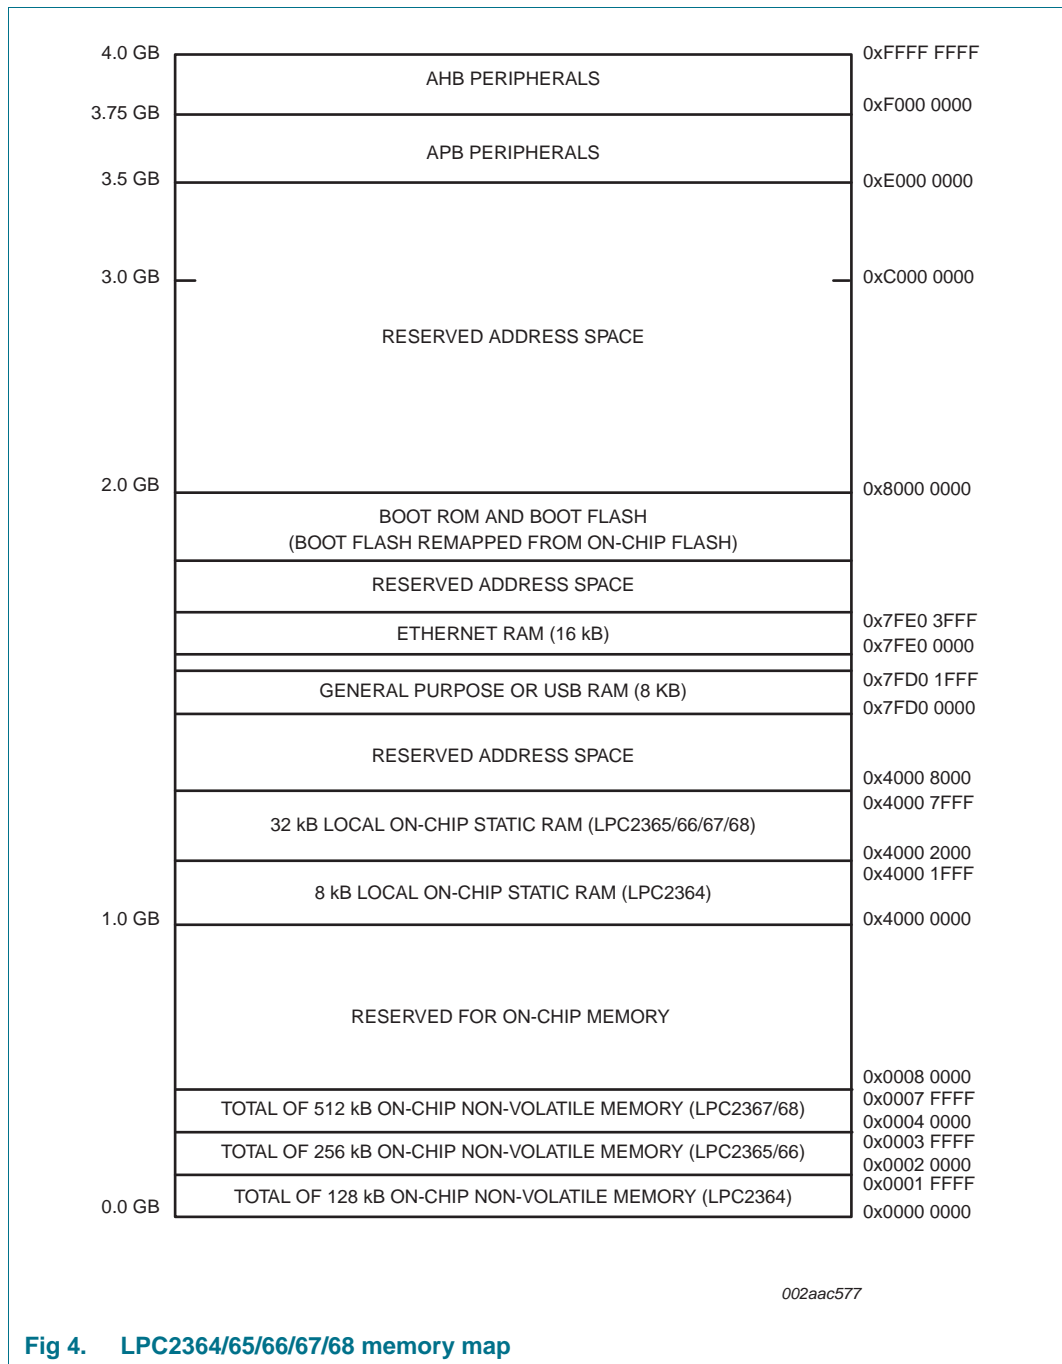 4.0 GB
0xFFFF FFFF
AHB PERIPHERALS
3.75 GB
0xF000 0000
APB PERIPHERALS
3.5 GB
0xE000 0000
3.0 GB
0xC000 0000
RESERVED ADDRESS SPACE
2.0 GB
0x8000 0000
BOOT ROM AND BOOT FLASH
(BOOT FLASH REMAPPED FROM ON-CHIP FLASH)
RESERVED ADDRESS SPACE
0x7FE0 3FFF
ETHERNET RAM (16 kB)
0x7FE0 0000
0x7FD0 1FFF
GENERAL PURPOSE OR USB RAM (8 KB)
0x7FD0 0000
RESERVED ADDRESS SPACE
0x4000 8000
0x4000 7FFF
32 kB LOCAL ON-CHIP STATIC RAM (LPC2365/66/67/68)
0x4000 2000
0x4000 1FFF
8 kB LOCAL ON-CHIP STATIC RAM (LPC2364)
1.0 GB
0x4000 0000
RESERVED FOR ON-CHIP MEMORY
0x0008 0000
0x0007 FFFF
TOTAL OF 512 kB ON-CHIP NON-VOLATILE MEMORY (LPC2367/68)
0x0004 0000
0x0003 FFFF
TOTAL OF 256 kB ON-CHIP NON-VOLATILE MEMORY (LPC2365/66)
0x0002 0000
0x0001 FFFF
TOTAL OF 128 kB ON-CHIP NON-VOLATILE MEMORY (LPC2364)
0.0 GB
0x0000 0000
002aac577
Fig 4. LPC2364/65/66/67/68 memory map